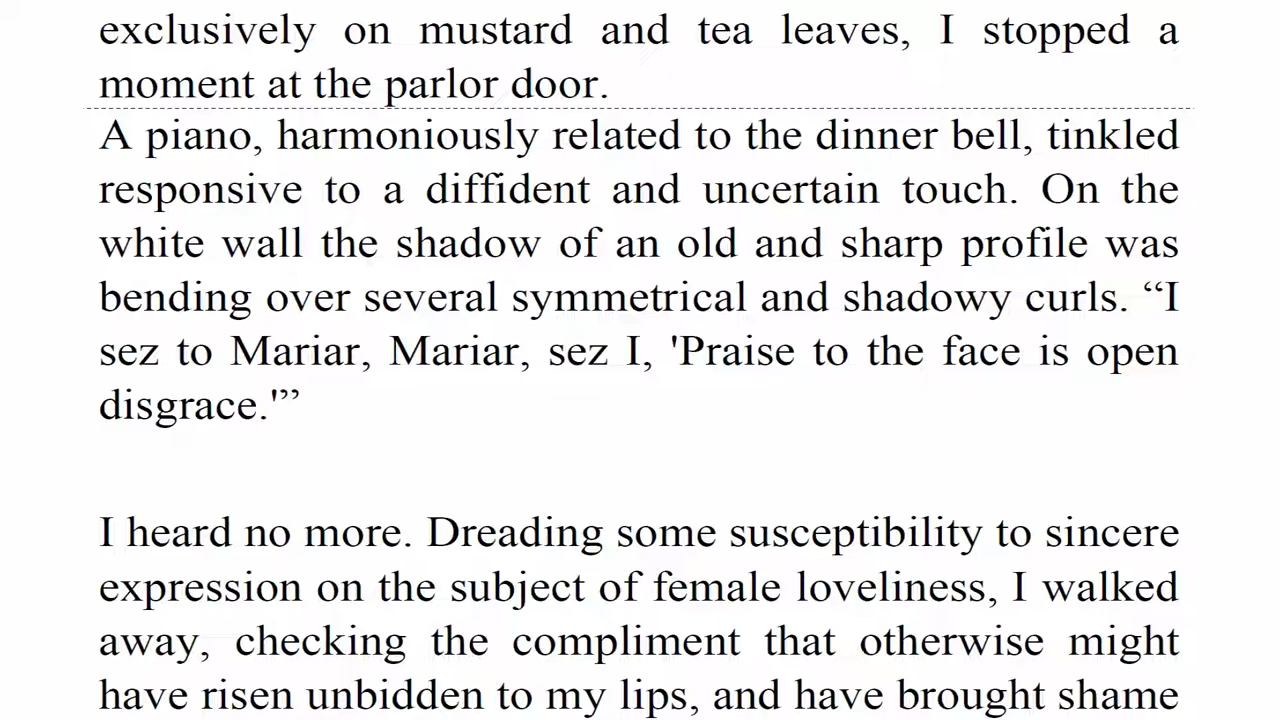 exclusively on mustard and tea leaves, I stopped a
moment at the parlor door.
A piano, harmoniously related to the dinner bell, tinkled
responsive to a diffident and uncertain touch. On the
white wall the shadow of an old and sharp profile was
bending over several symmetrical and shadowy curls. “I
sez to Mariar, Mariar, sez I, 'Praise to the face is open
disgrace.'”
I heard no more. Dreading some susceptibility to sincere
expression on the subject of female loveliness, I walked
away, checking the compliment that otherwise might
have risen unbidden to my lips, and have brought shame